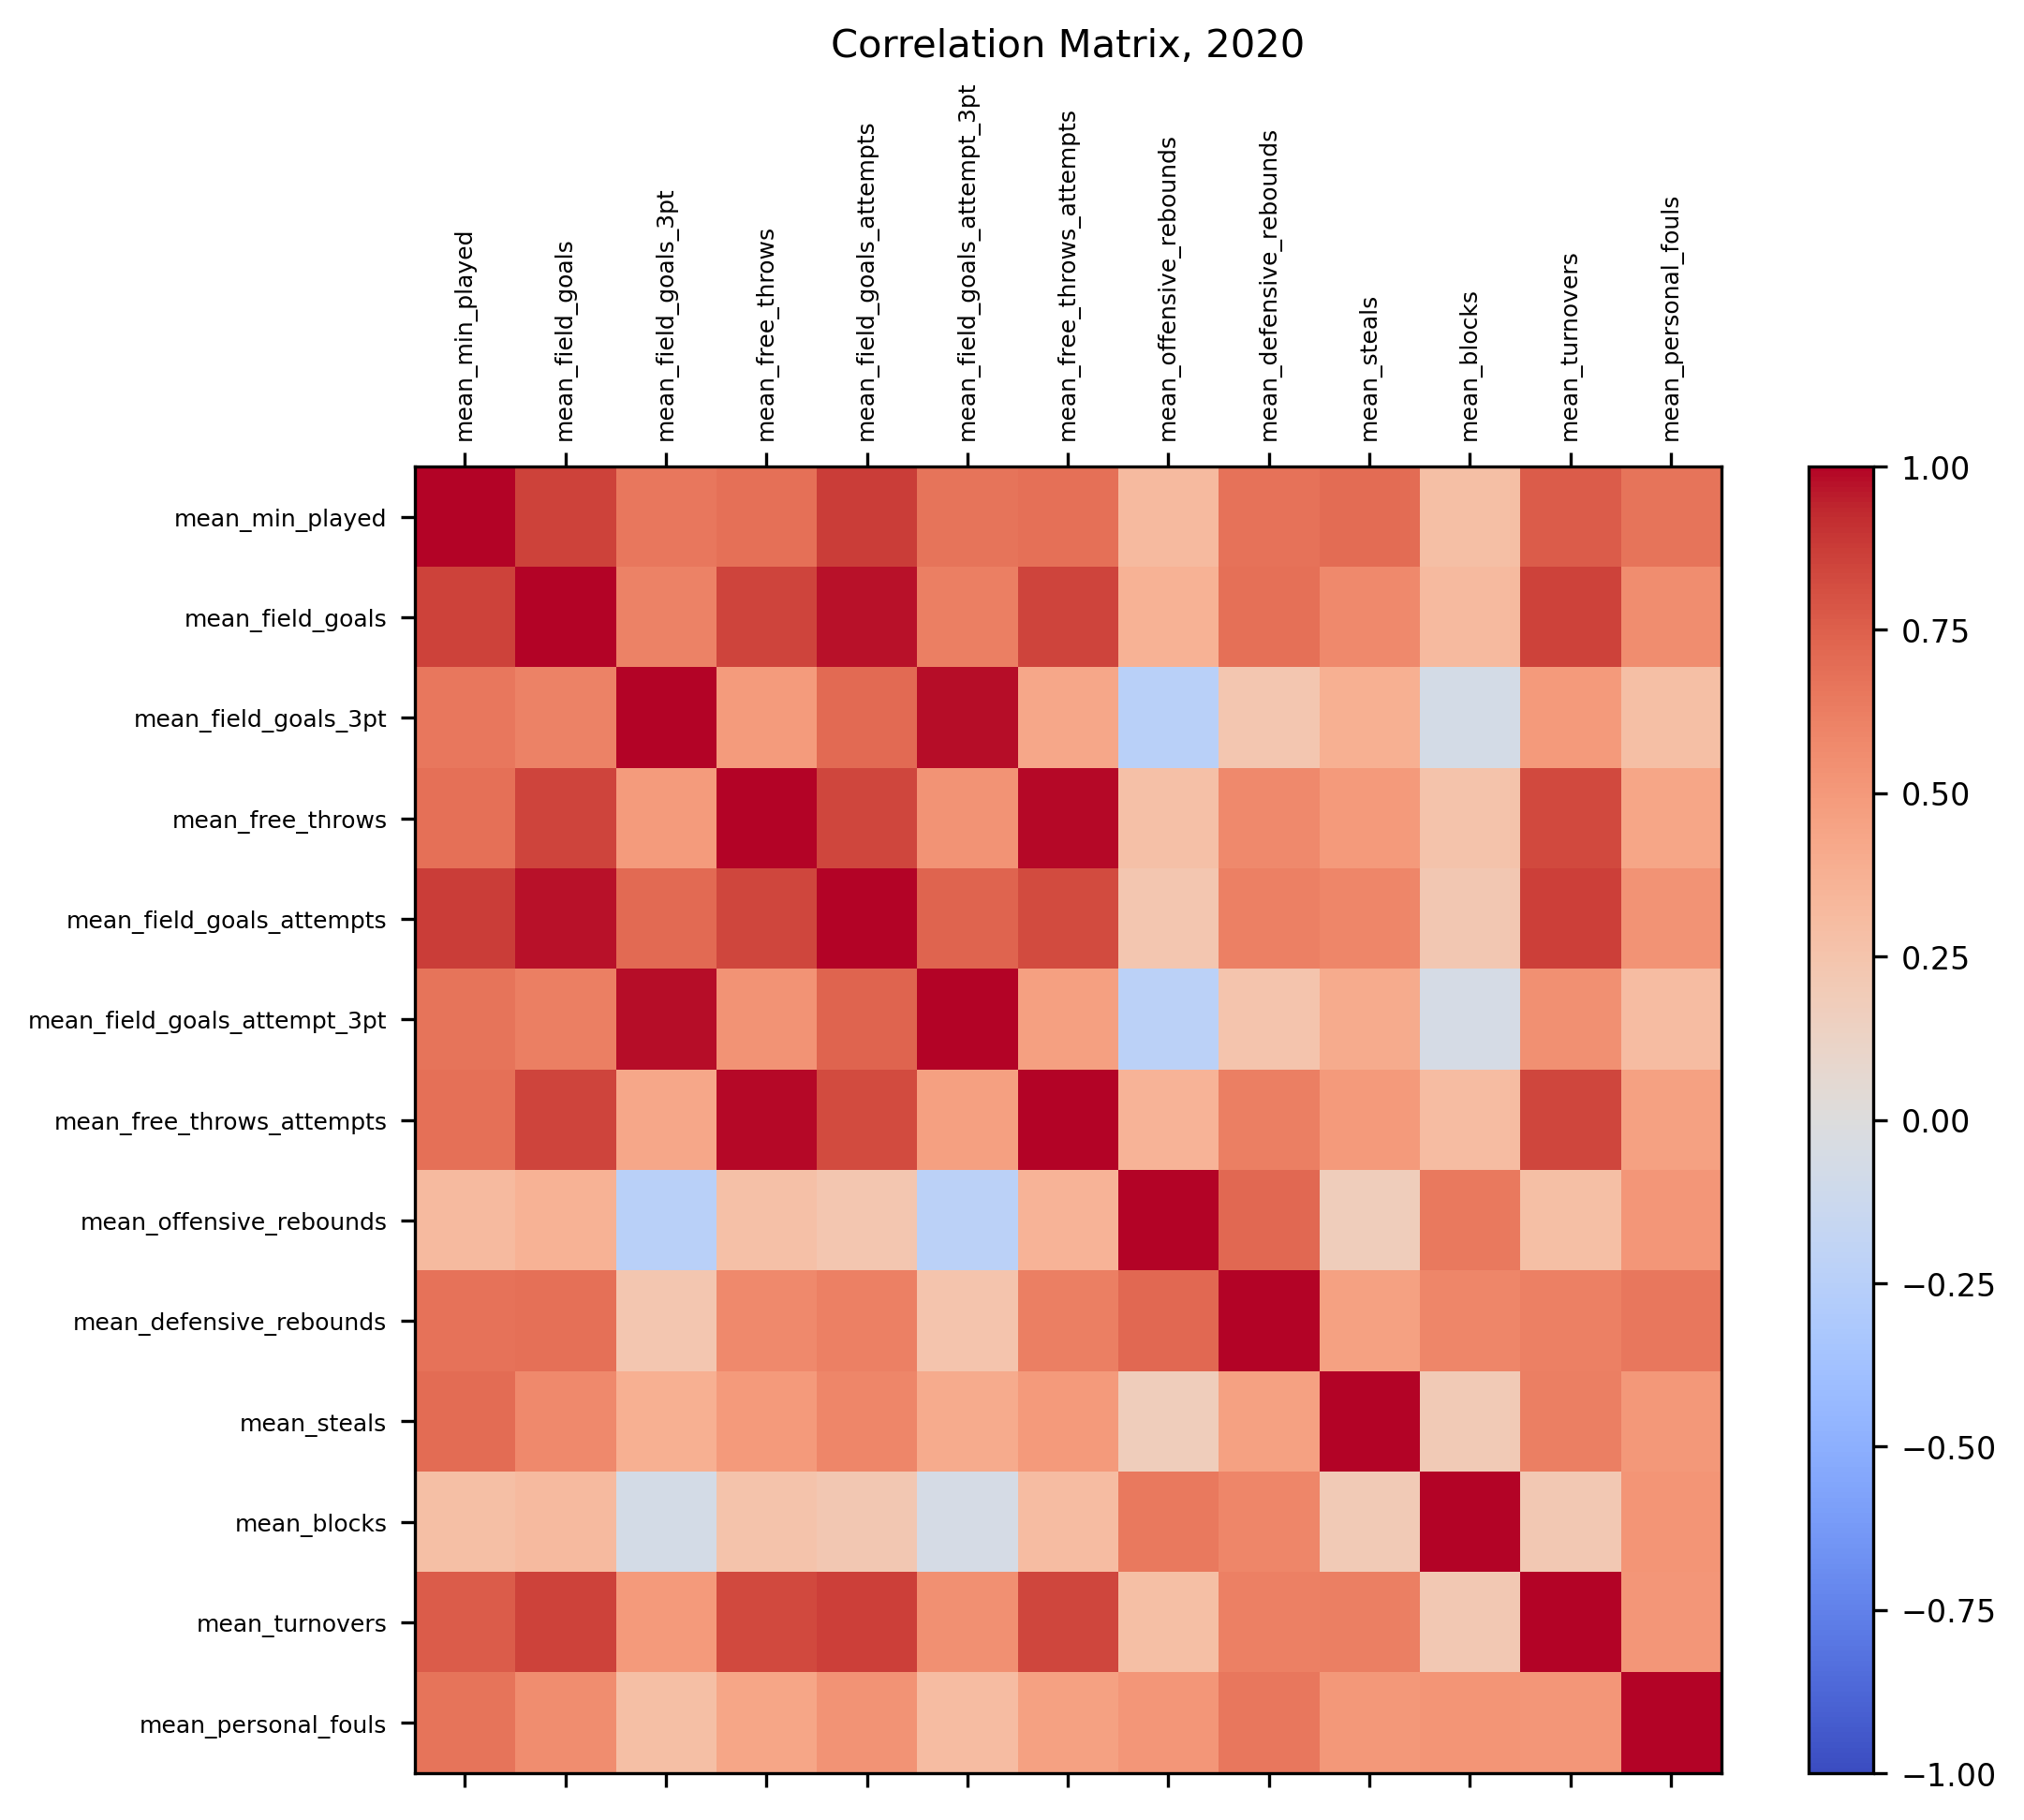 Correlation Matrix, 2020
mean_min_played
mean_field_goals
mean_field_goals_3pt
mean_free_throws
mean_field_goals_attempts
mean_field_goals_attempt_3pt
mean_free_throws_attempts
mean_offensive_rebounds
mean_defensive_rebounds
mean_steals
mean_blocks
mean_turnovers
mean_personal_fouls
mean_min_played
mean_field_goals
mean_field_goals_3pt
mean_free_throws
mean_field_goals_attempts
mean_field_goals_attempt_3pt
mean_free_throws_attempts
mean_offensive_rebounds
mean_defensive_rebounds
mean_steals
mean_blocks
mean_turnovers
mean_personal_fouls
1.00
0.75
0.50
0.25
0.00
−0.25
−0.50
−0.75
−1.00